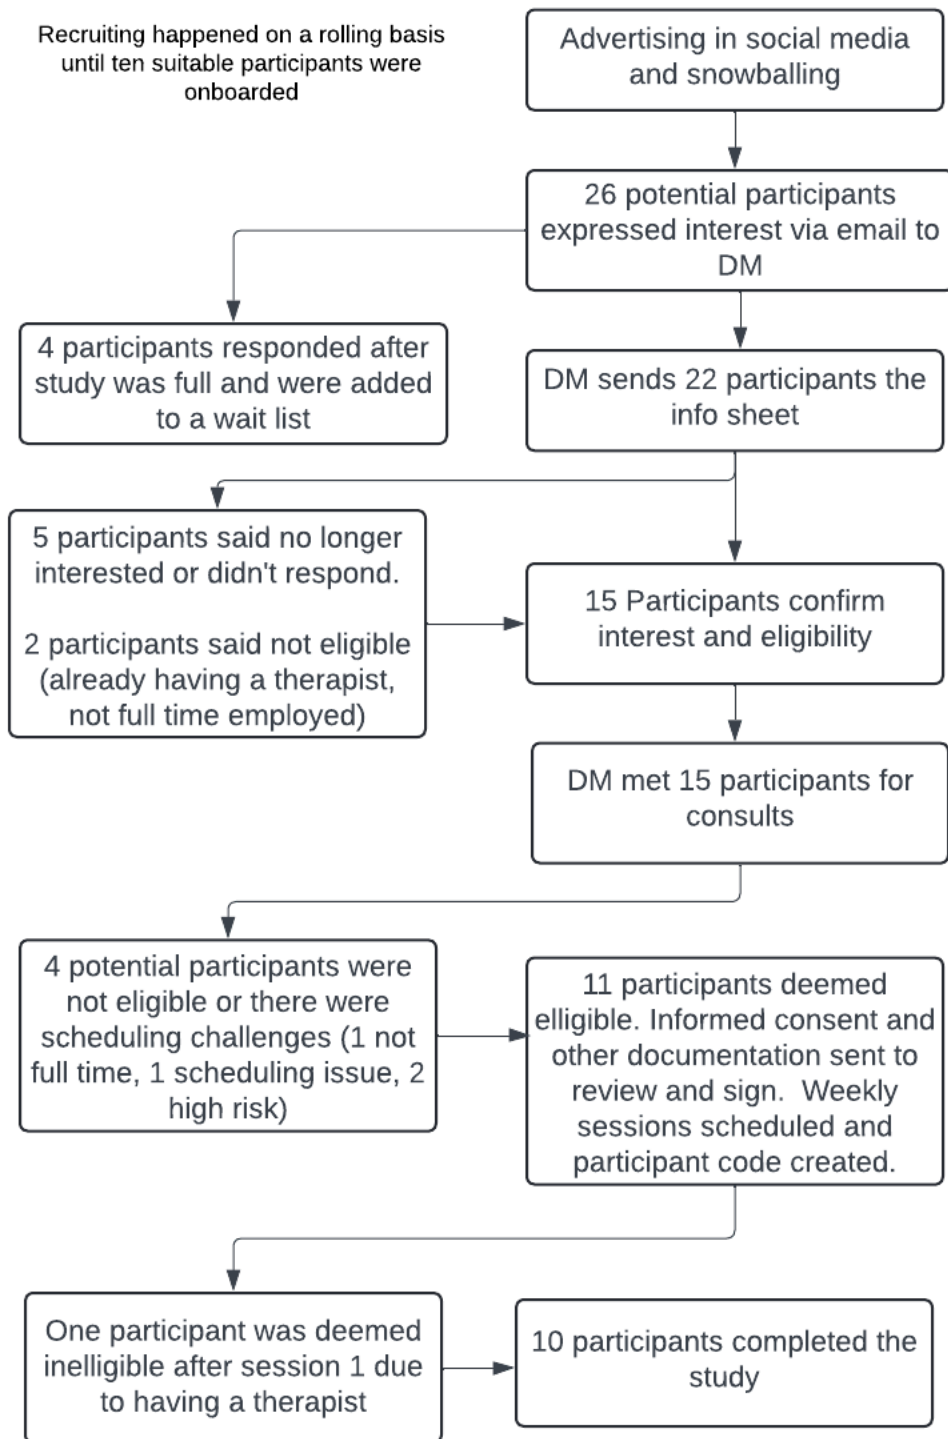 Recruiting happened on a rolling basis
until ten suitable participants were
onboarded
Advertising in social media
and snowballing
26 potential participants
expressed interest via email to
DM
4 participants responded after
study was full and were added
to a wait list
DM sends 22 participants the
info sheet
5 participants said no longer
interested or didn't respond.
2 participants said not eligible
(already having a therapist,
not full time employed)
15 Participants confirm
interest and eligibility
DM met 15 participants for
consults
4 potential participants were
not eligible or there were
scheduling challenges (1 not
full time, 1 scheduling issue, 2
high risk)
11 participants deemed
elligible. Informed consent and
other documentation sent to
review and sign.  Weekly
sessions scheduled and
participant code created.
One participant was deemed
inelligible after session 1 due
to having a therapist
10 participants completed the
study